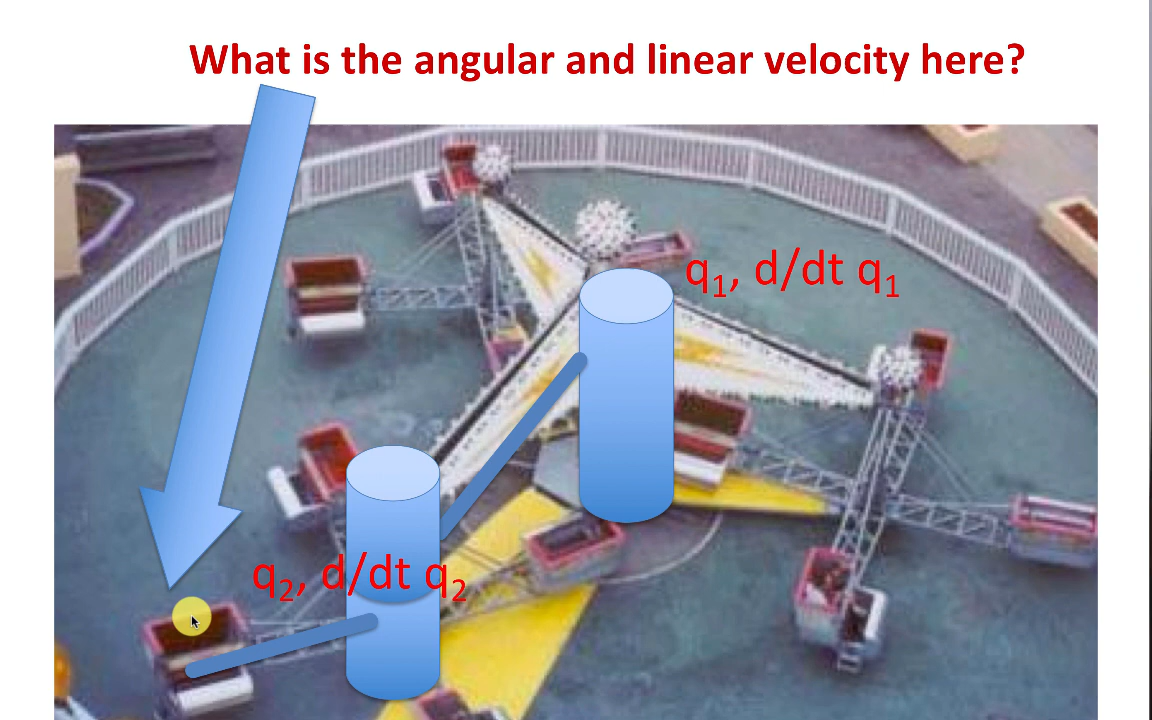 What is the angular and linear velocity here?
q₁, d/dt q₁
q₂, d/dt q₂